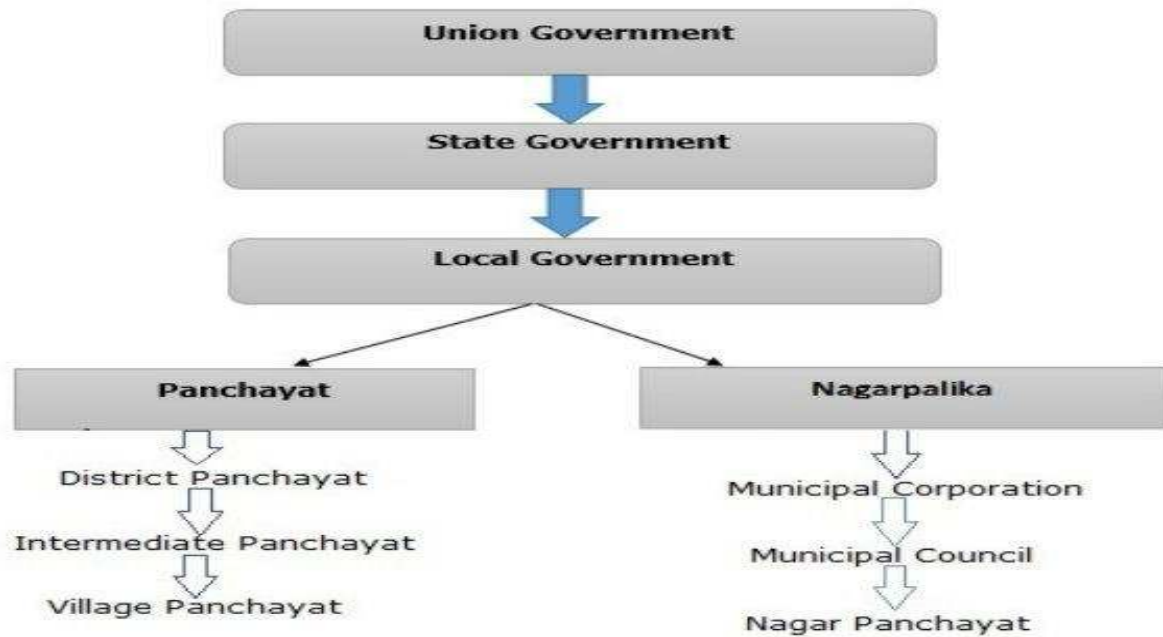 Union Government
State Government
Local Government
Panchayat
District Panchayat
Intermediate Panchayat
Village Panchayat
Nagarpalika
Municipal Corporation
Municipal Council
Nagar Panchayat